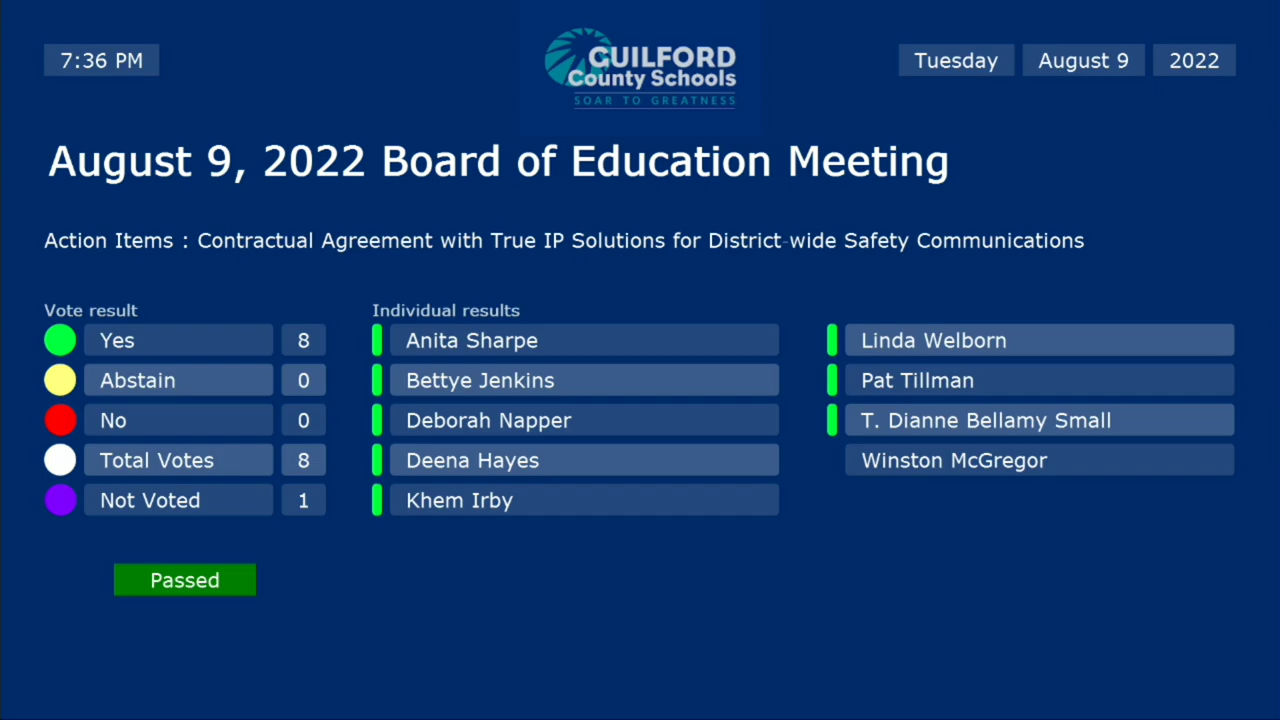 7:36 PM
GUILFORD
County Schools
SOAR TO GREATNESS
Tuesday August 9 2022
August 9, 2022 Board of Education Meeting
Action Items : Contractual Agreement with True IP Solutions for District-wide Safety Communications
Vote result
Yes 8
Abstain 0
No 0
Total Votes 8
Not Voted 1
Passed
Individual results
Anita Sharpe
Bettye Jenkins
Deborah Napper
Deena Hayes
Khem Irby
Linda Welborn
Pat Tillman
T. Dianne Bellamy Small
Winston McGregor